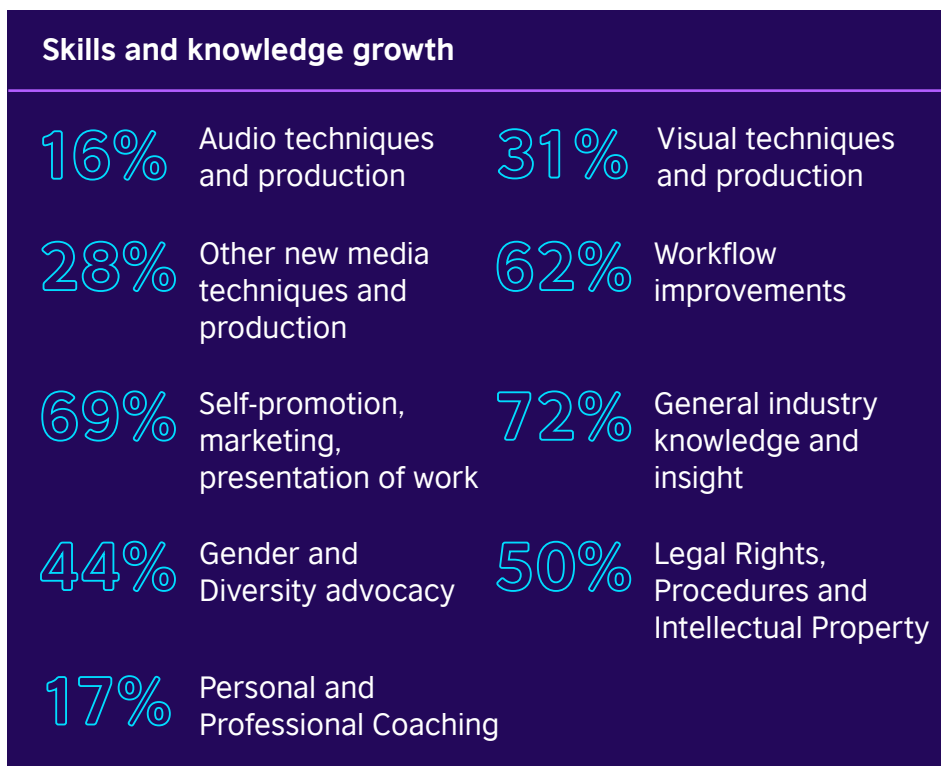 Skills and knowledge growth
16%
Audio techniques
and production
31%
Visual techniques
and production
28%
Other new media
techniques and
production
62%
Workflow
improvements
69%
Self-promotion,
marketing,
presentation of work
72%
General industry
knowledge and
insight
44%
Gender and
Diversity advocacy
50%
Legal Rights,
Procedures and
Intellectual Property
17%
Personal and
Professional Coaching